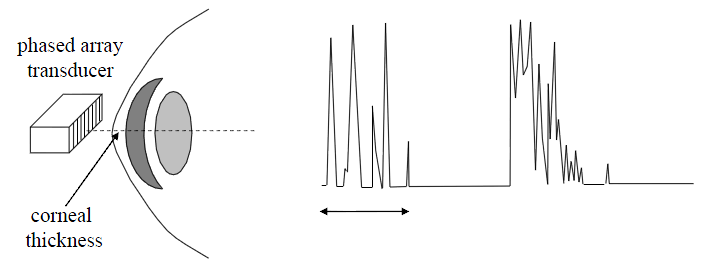 phased array
transducer
corneal
thickness